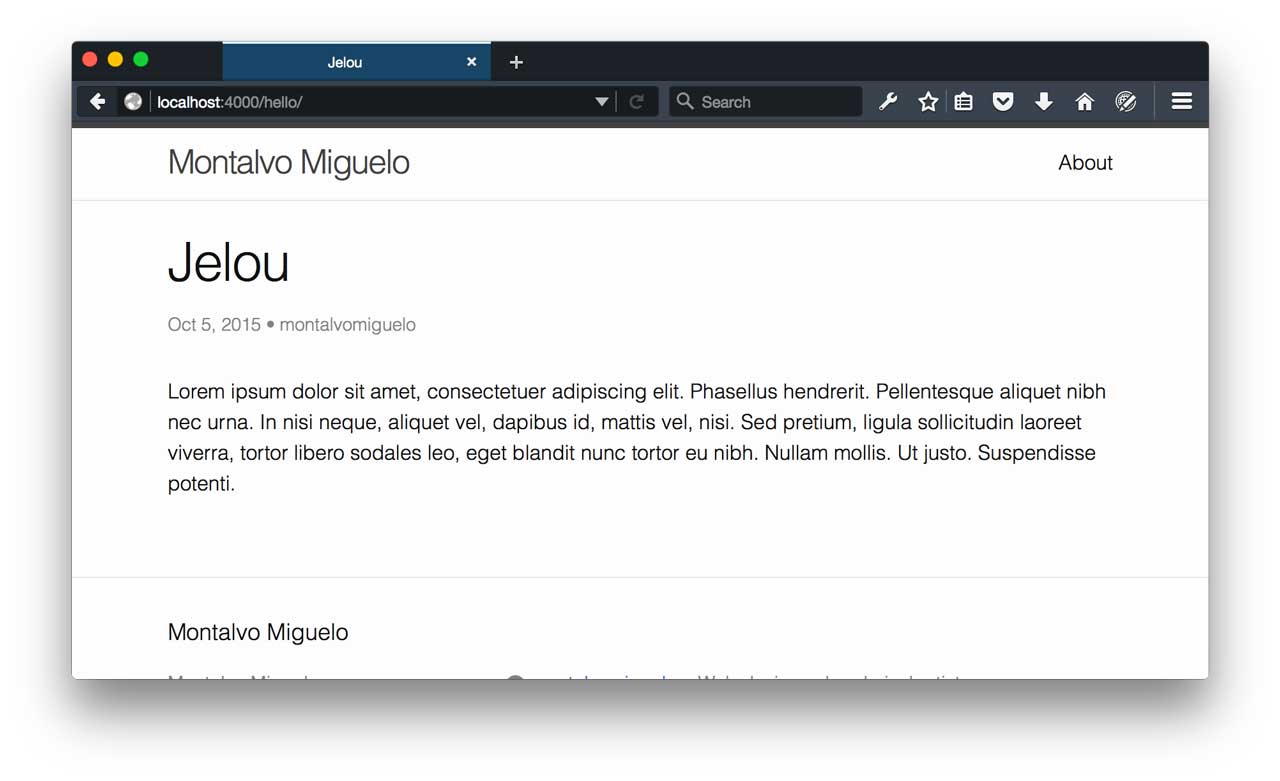 Jelou
localhost:4000/hello/
Search
Montalvo Miguelo
About
Jelou
Oct 5, 2015 • montalvomiguelo
Lorem ipsum dolor sit amet, consectetuer adipiscing elit. Phasellus hendrerit. Pellentesque aliquet nibh
nec urna. In nisi neque, aliquet vel, dapibus id, mattis vel, nisi. Sed pretium, ligula sollicitudin laoreet
viverra, tortor libero sodales leo, eget blandit nunc tortor eu nibh. Nullam mollis. Ut justo. Suspendisse
potenti.
Montalvo Miguelo